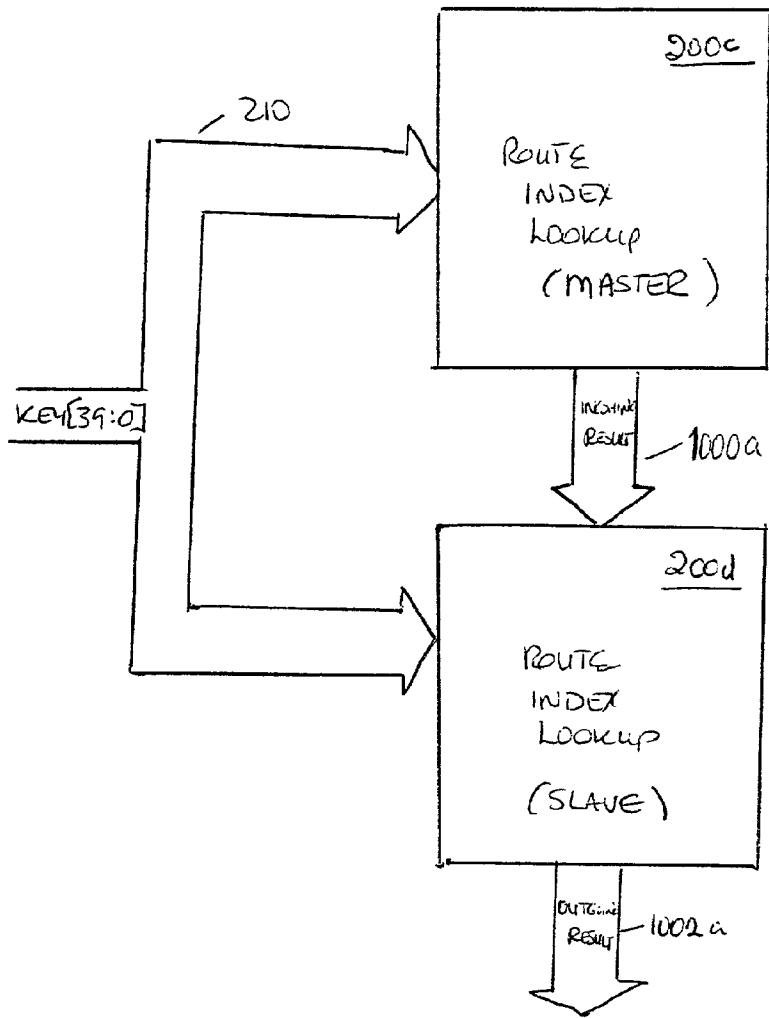 200c
210
ROUTE
INDEX
LOOKUP
(MASTER)
KEY[39:0]
INCOMING
RESULT
1000a
200d
ROUTE
INDEX
LOOKUP
(SLAVE)
OUTGOING
RESULT
1002a